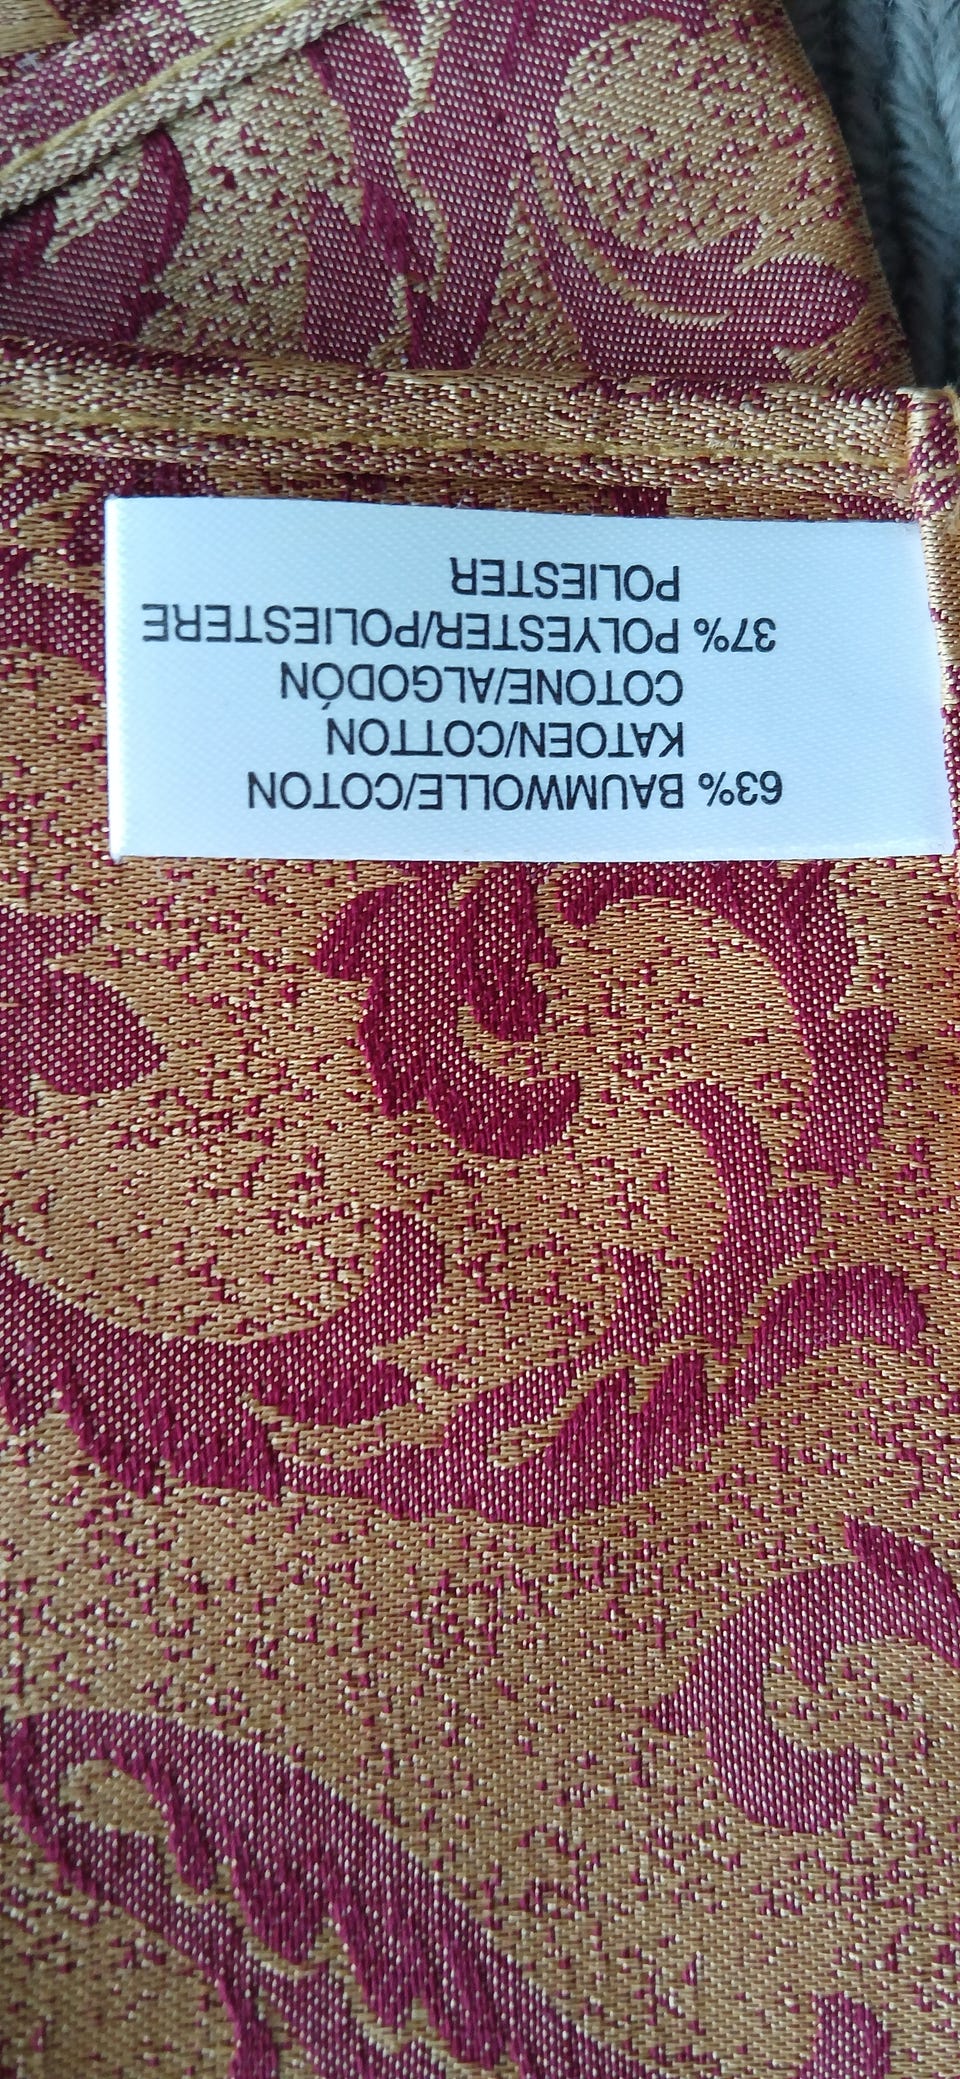 63% BAUMWOLLE/COTON
KATOEN/COTTON
COTONE/ALGODÓN
37% POLYESTER/POLIESTERE
POLIESTER